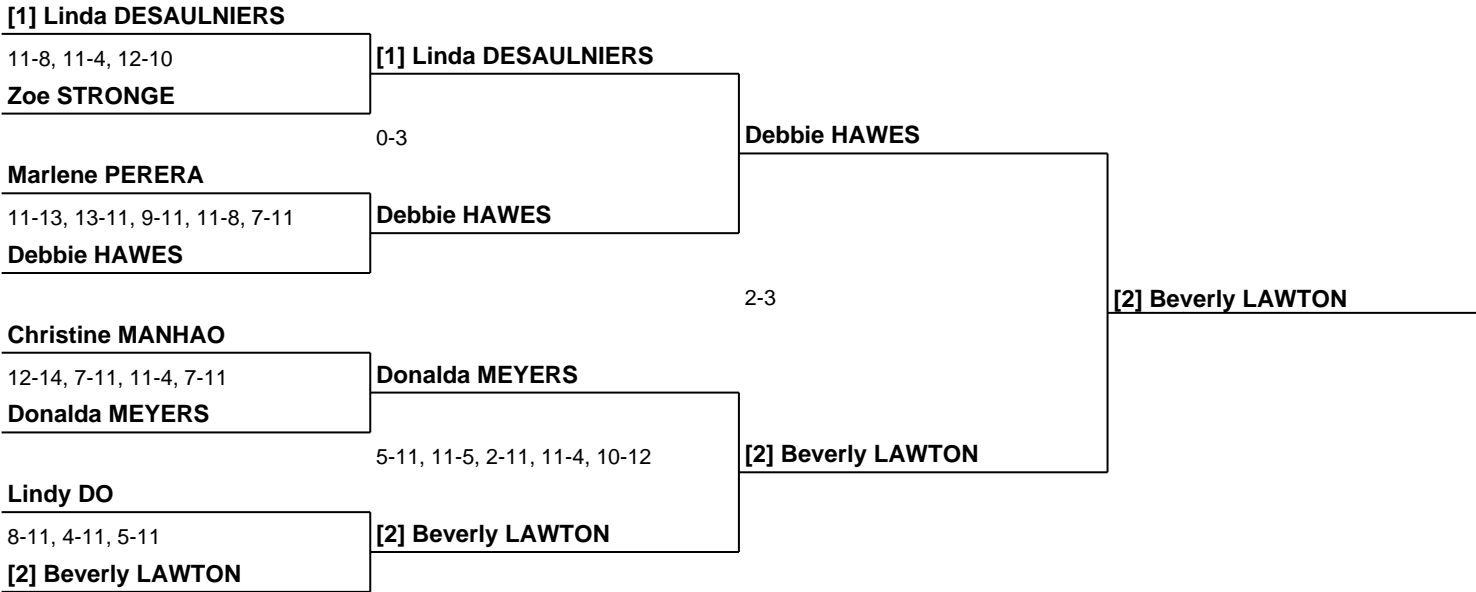 [1] Linda DESAULNIERS
11-8, 11-4, 12-10
[1] Linda DESAULNIERS
Zoe STRONGE
0-3
Debbie HAWES
Marlene PERERA
11-13, 13-11, 9-11, 11-8, 7-11
Debbie HAWES
Debbie HAWES
2-3
[2] Beverly LAWTON
Christine MANHAO
12-14, 7-11, 11-4, 7-11
Donalda MEYERS
Donalda MEYERS
5-11, 11-5, 2-11, 11-4, 10-12
[2] Beverly LAWTON
Lindy DO
8-11, 4-11, 5-11
[2] Beverly LAWTON
[2] Beverly LAWTON